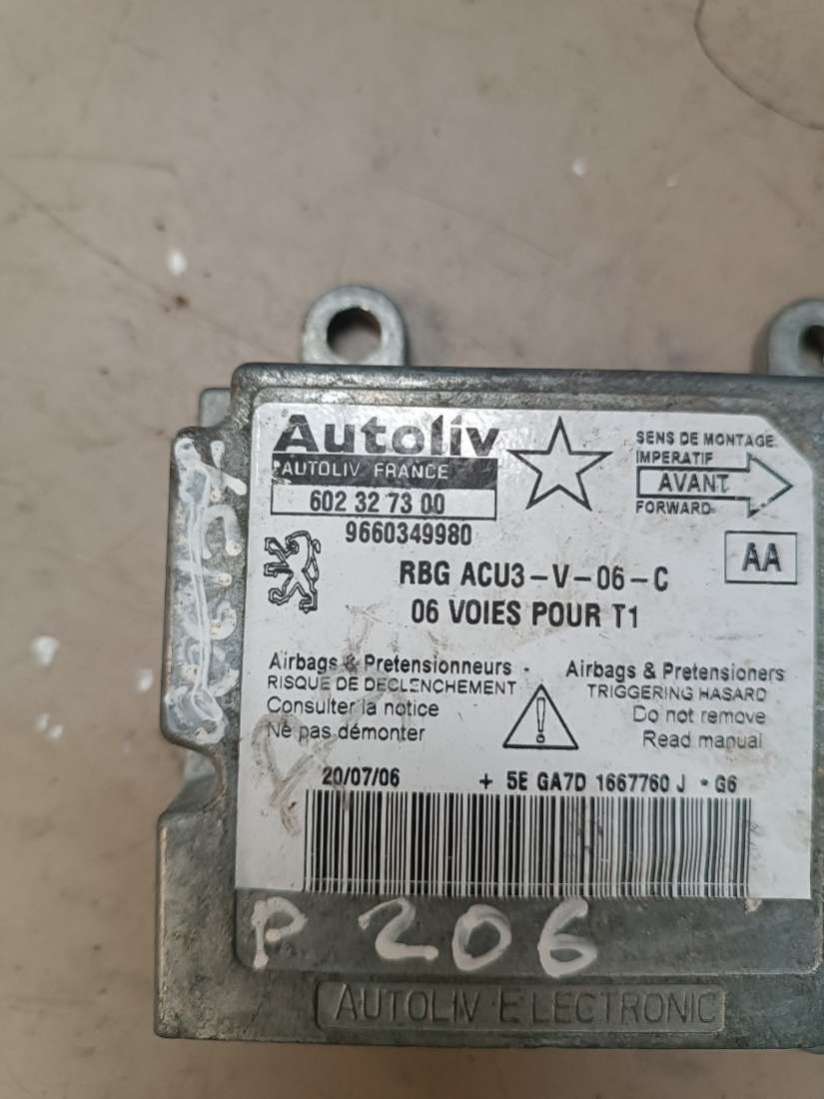 Autoliv
AUTOLIV FRANCE
602 32 73 00
9660349980
SENS DE MONTAGE
IMPERATIF
AVANT
FORWARD
AA
RBG ACU3-V-06-C
06 VOIES POUR T1
Airbags & Pretensionneurs -
RISQUE DE DECLENCHEMENT
Consulter la notice
Ne pas démonter
Airbags & Pretensioners
TRIGGERING HASARD
Do not remove
Read manual
20/07/06 + 5E GA7D 1667760 J * G6
P 206
AUTOLIV ELECTRONIC